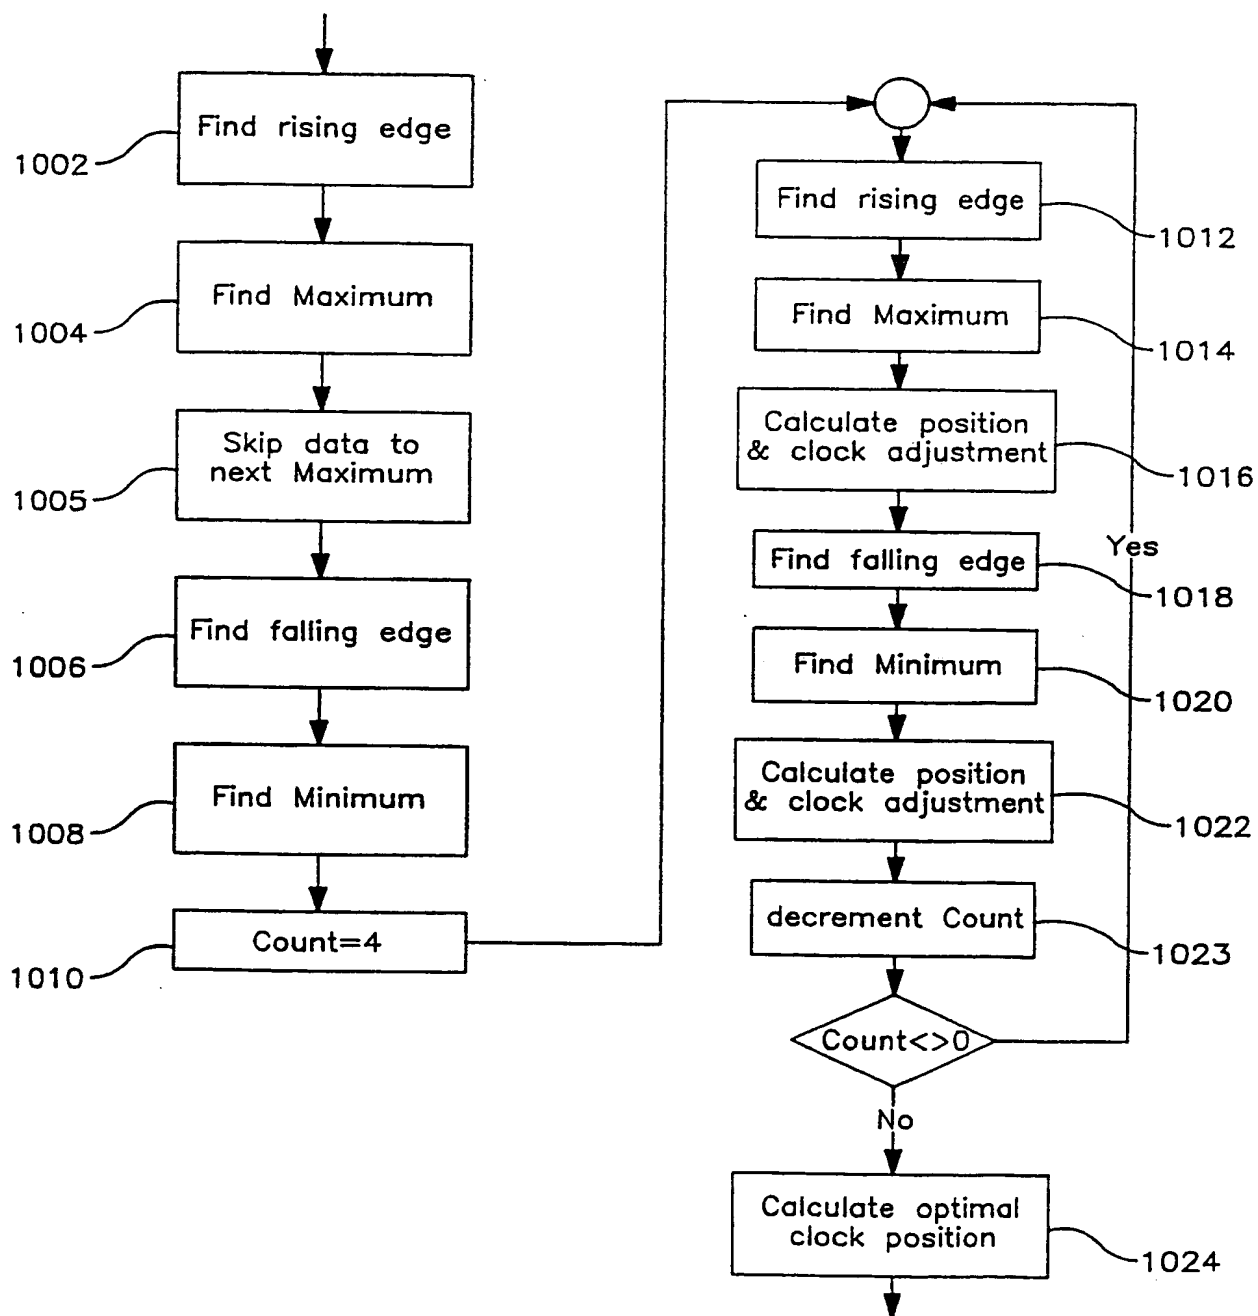 Find rising edge
1002
Find Maximum
1004
Skip data to
next Maximum
1005
Find falling edge
1006
Find Minimum
1008
Count=4
1010
Find rising edge
1012
Find Maximum
1014
Calculate position
& clock adjustment
1016
Yes
Find falling edge
1018
Find Minimum
1020
Calculate position
& clock adjustment
1022
decrement Count
1023
Count<>0
No
Calculate optimal
clock position
1024